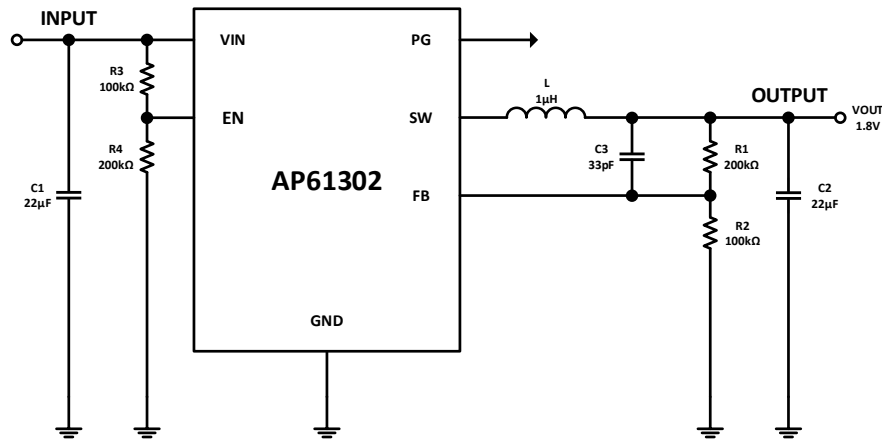 INPUT
VIN
PG
R3
100kΩ
L
1µH
OUTPUT
VOUT
1.8V
EN
SW
R4
200kΩ
C3
33pF
R1
200kΩ
AP61302
C1
22µF
FB
C2
22µF
R2
100kΩ
GND